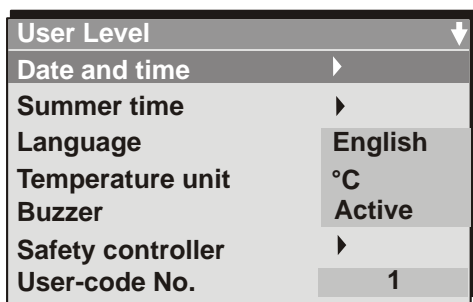 User Level
Date and time
Summer time
Language English
Temperature unit °C
Buzzer Active
Safety controller
User-code No. 1